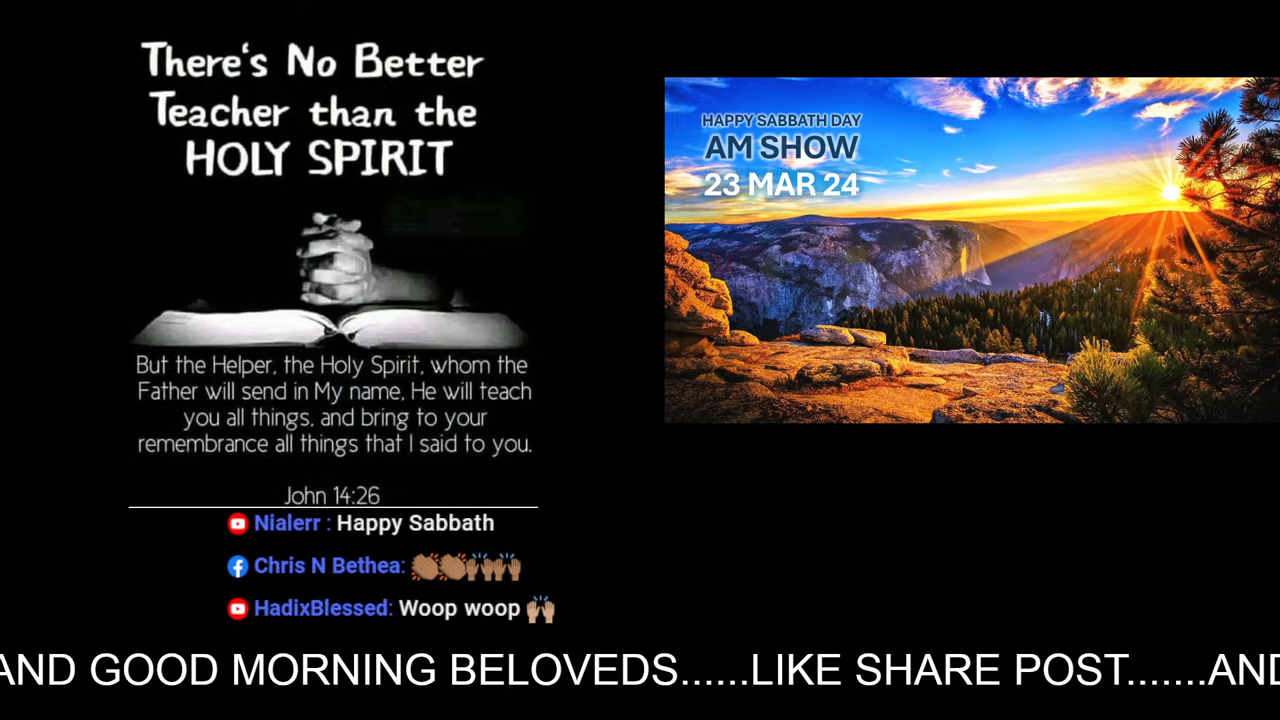 There's No Better
Teacher than the
HOLY SPIRIT
But the Helper, the Holy Spirit, whom the
Father will send in My name, He will teach
you all things, and bring to your
remembrance all things that I said to you.
John 14:26
Nialerr : Happy Sabbath
Chris N Bethea: 👏🏽👏🏽🙌🏽🙌🏽
HadixBlessed: Woop woop 🙌🏼
HAPPY SABBATH DAY
AM SHOW
23 MAR 24
AND GOOD MORNING BELOVEDS......LIKE SHARE POST.......AND